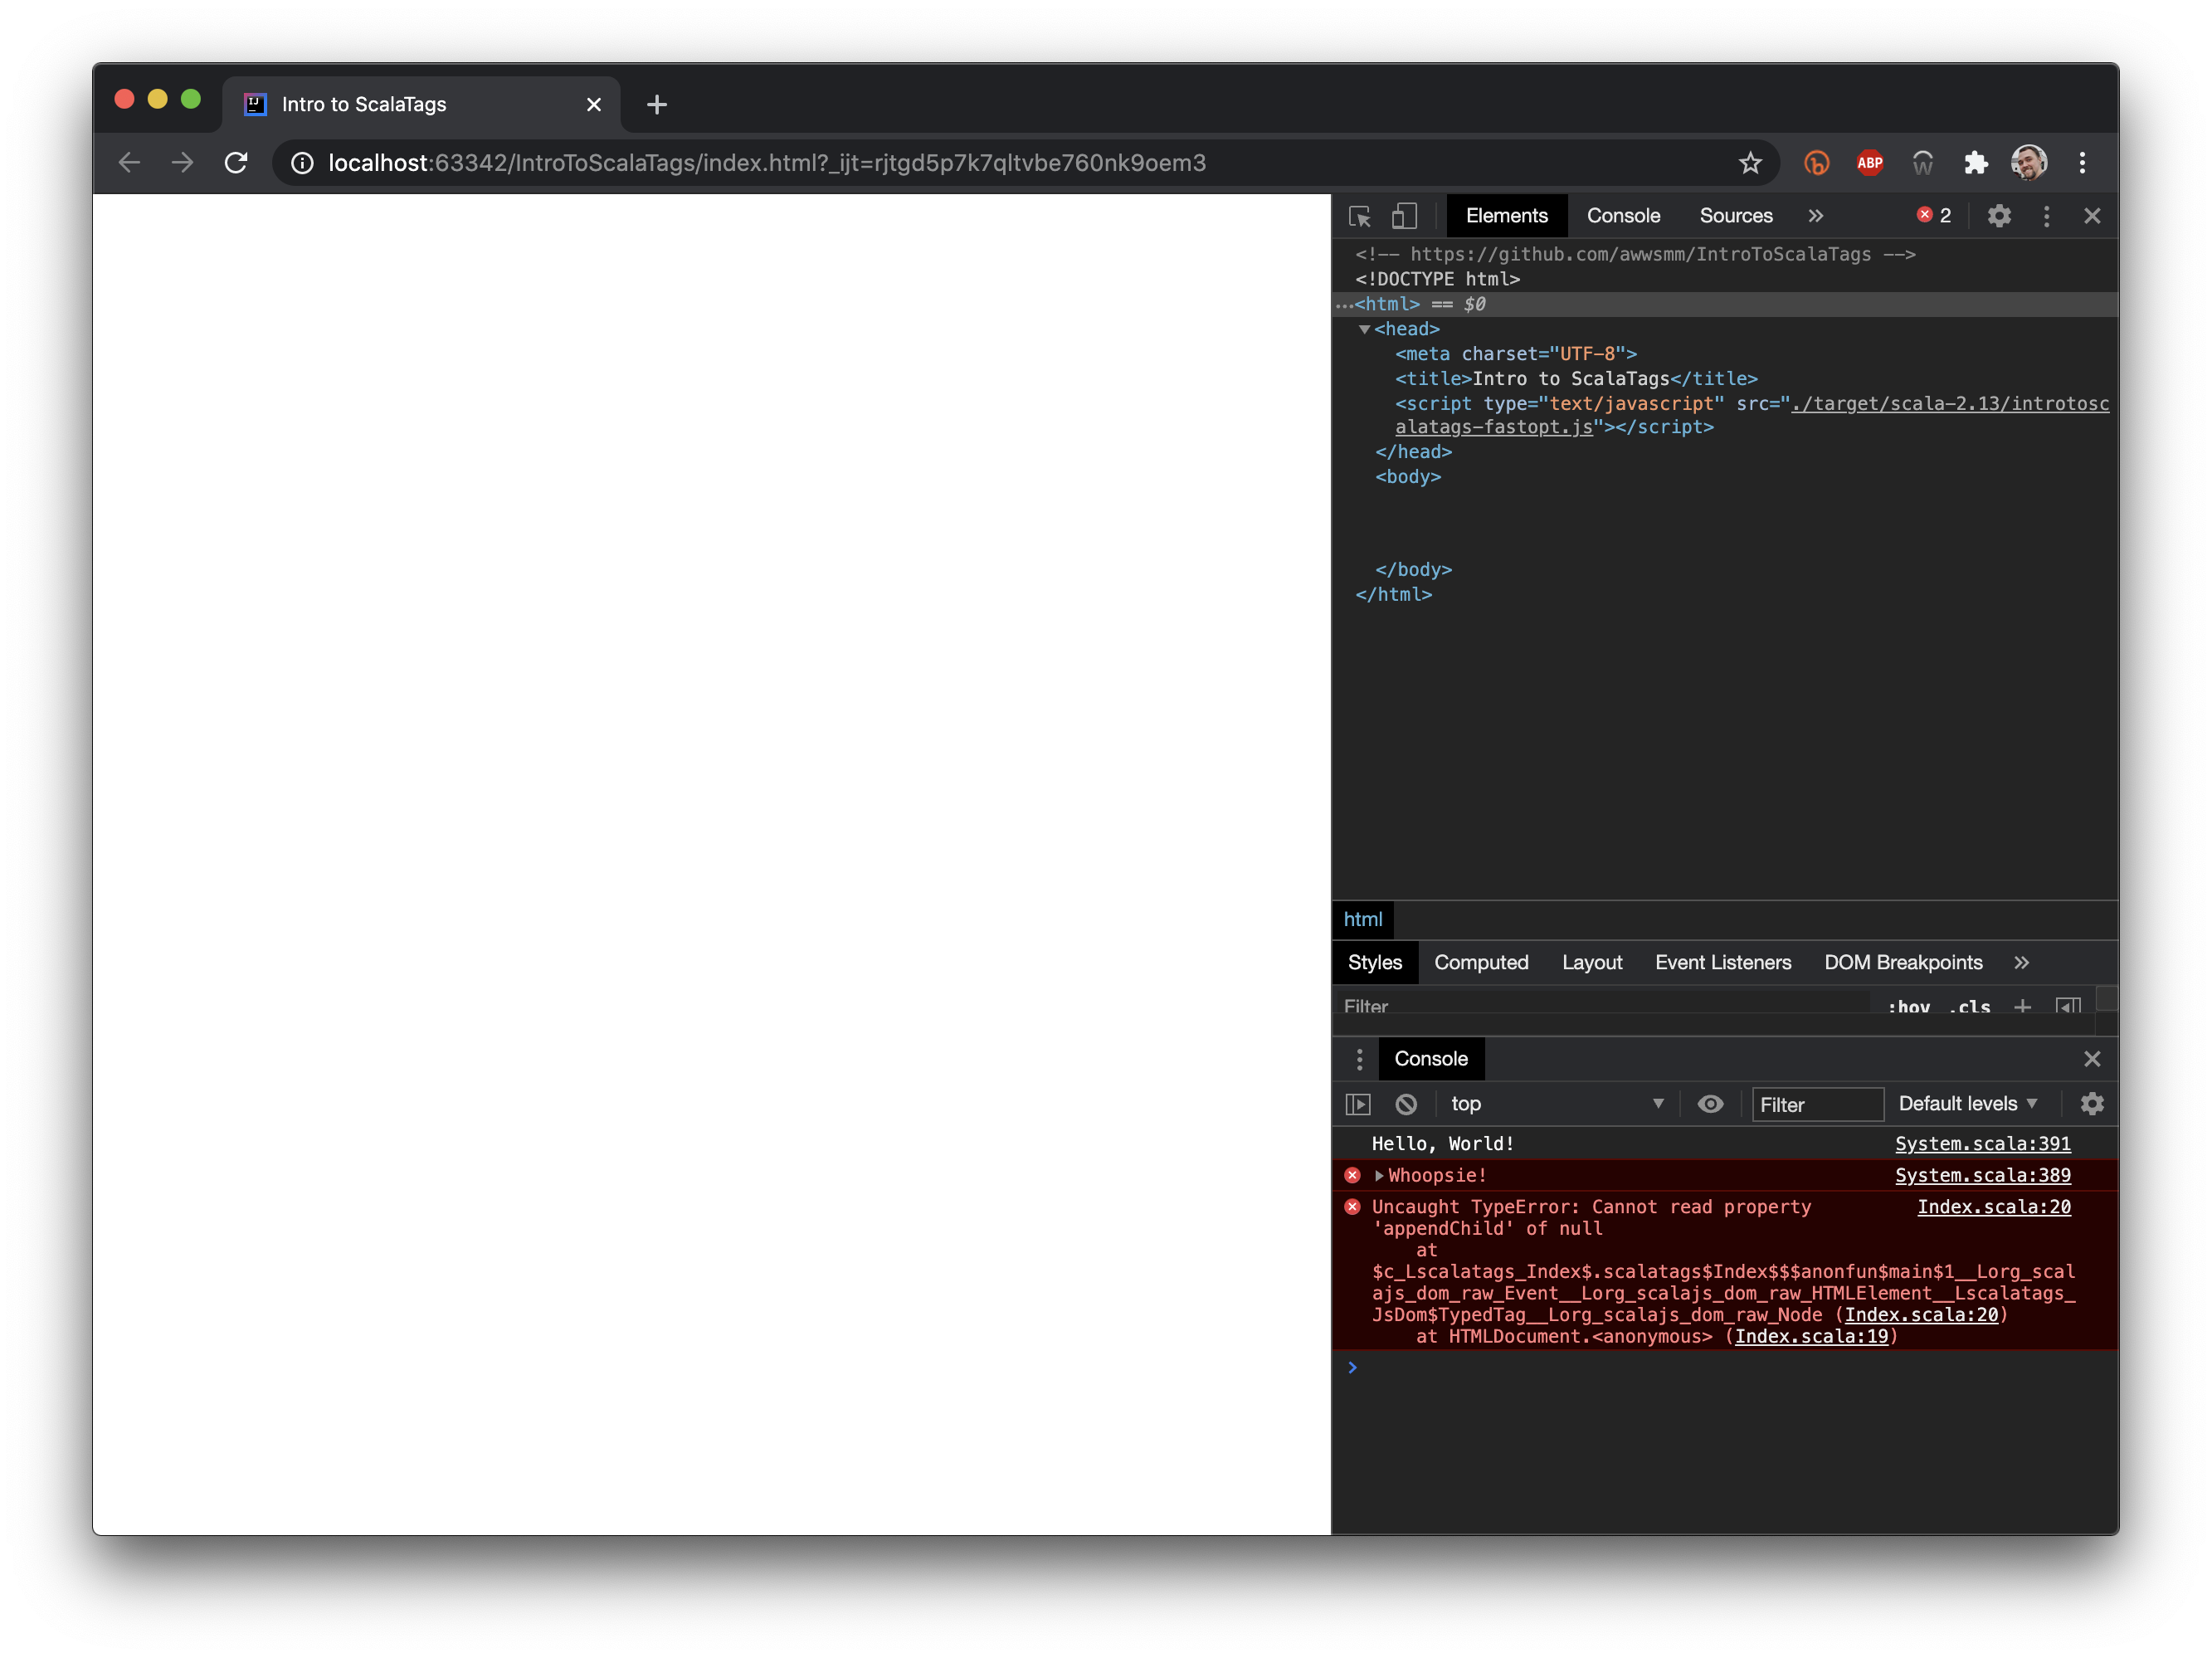 Intro to ScalaTags
localhost:63342/IntroToScalaTags/index.html?_ijt=rjtgd5p7k7qltvbe760nk9oem3
ABP
Elements Console Sources » 2
<!-- https://github.com/awwsmm/IntroToScalaTags -->
<!DOCTYPE html>
…<html> == $0
<head>
<meta charset="UTF-8">
<title>Intro to ScalaTags</title>
<script type="text/javascript" src="./target/scala-2.13/introtosc
alatags-fastopt.js"></script>
</head>
<body>
</body>
</html>
html
Styles Computed Layout Event Listeners DOM Breakpoints »
Filter :hov .cls +
Console
top Filter Default levels
Hello, World! System.scala:391
Whoopsie! System.scala:389
Uncaught TypeError: Cannot read property Index.scala:20
'appendChild' of null
at
$c_Lscalatags_Index$.scalatags$Index$$$anonfun$main$1__Lorg_scal
ajs_dom_raw_Event__Lorg_scalajs_dom_raw_HTMLElement__Lscalatags_
JsDom$TypedTag__Lorg_scalajs_dom_raw_Node (Index.scala:20)
at HTMLDocument.<anonymous> (Index.scala:19)